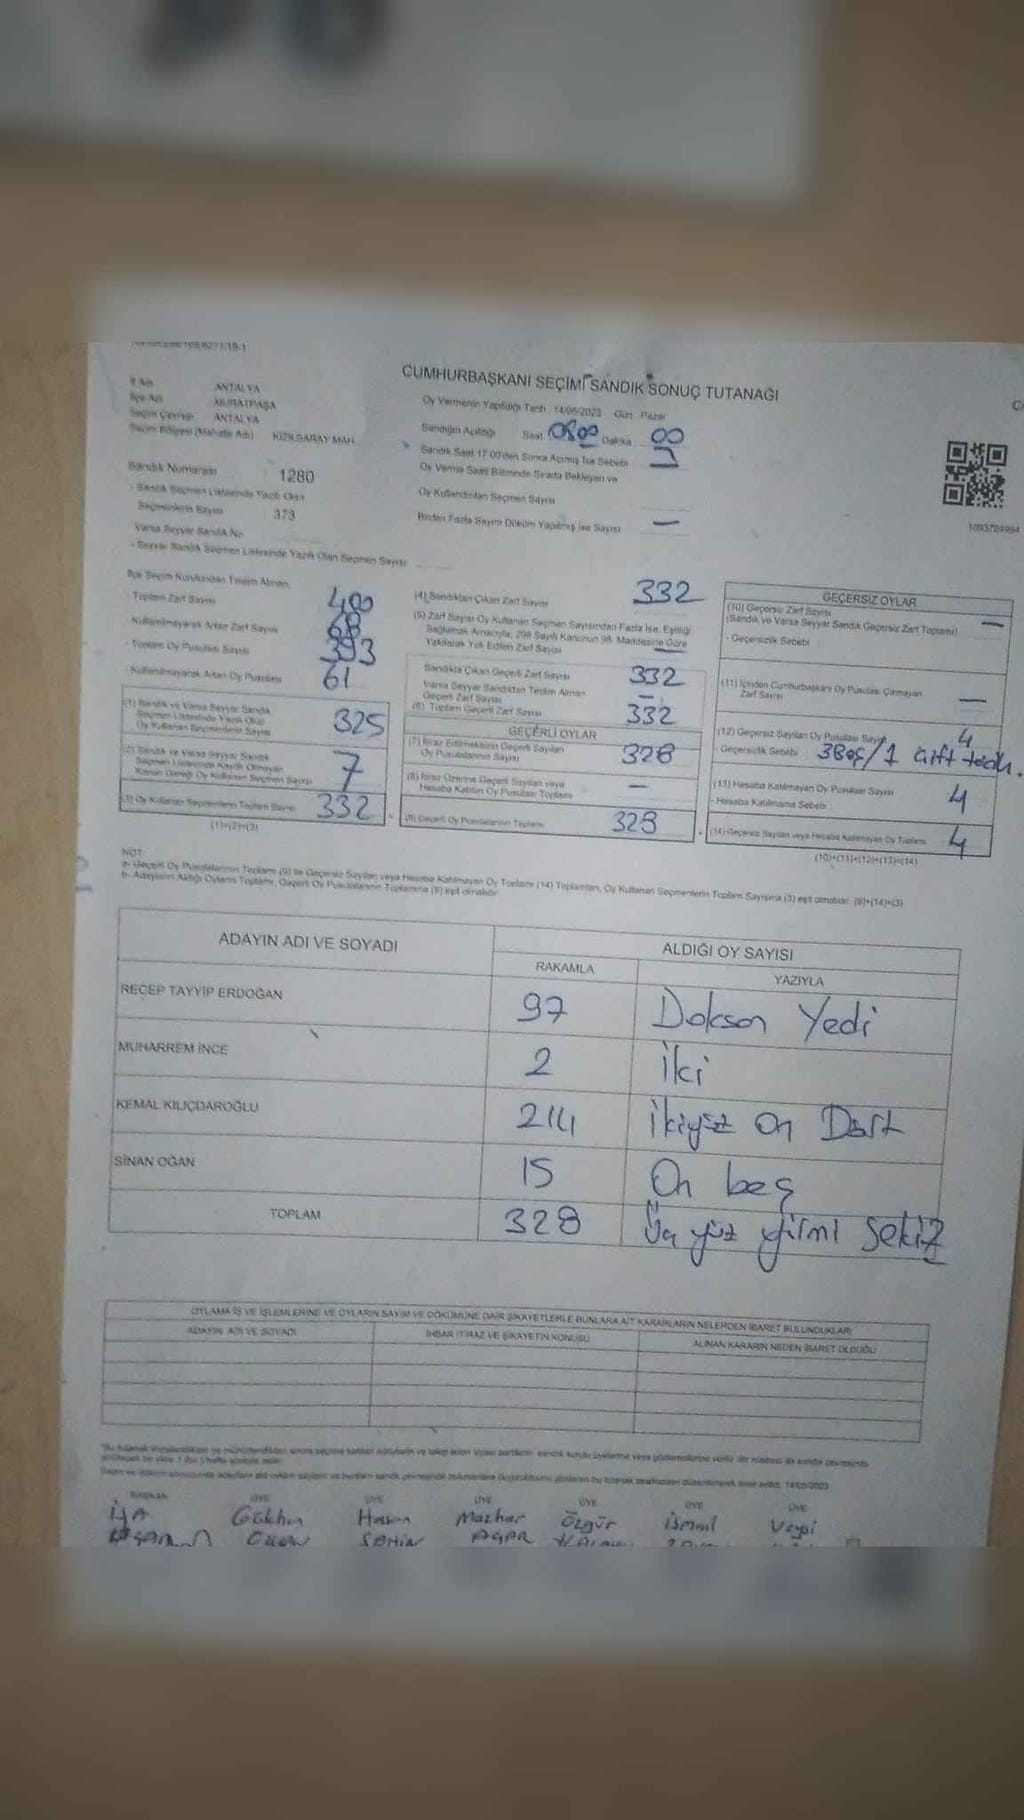 CUMHURBAŞKANI SEÇİMİ SANDIK SONUÇ TUTANAĞI
İl Adı ANTALYA
İlçe Adı MURATPAŞA
Seçim Çevresi ANTALYA
Seçim Bölgesi (Mahalle Adı) KIZILSARAY MAH
Sandık Numarası 1280
- Sandık Seçmen Listesinde Yazılı Olan
Seçmenlerin Sayısı 373
Varsa Seyyar Sandık No
- Seyyar Sandık Seçmen Listesinde Yazılı Olan Seçmen Sayısı
Oy Vermenin Yapıldığı Tarih 14/05/2023 Gün Pazar
Sandığın Açıldığı Saat Dakika 00
Sandık Saat 17.00'den Sonra Açılmış İse Sebebi
Oy Verme Saati Bitiminde Sırada Bekleyen ve
Oy Kullandırılan Seçmen Sayısı
Birden Fazla Sayım Döküm Yapılmış İse Sayısı —
İlçe Seçim Kurulundan Teslim Alınan;
- Toplam Zarf Sayısı 400
- Kullanılmayarak Artan Zarf Sayısı 68
- Toplam Oy Pusulası Sayısı 393
- Kullanılmayarak Artan Oy Pusulası 61
(1) Sandık ve Varsa Seyyar Sandık
Seçmen Listesinde Yazılı Olup
Oy Kullanan Seçmenlerin Sayısı 325
(2) Sandık ve Varsa Seyyar Sandık
Seçmen Listesinde Kayıtlı Olmayan
Kanun Gereği Oy Kullanan Seçmen Sayısı 7
(3) Oy Kullanan Seçmenlerin Toplam Sayısı 332
(1)+(2)=(3)
(4) Sandıktan Çıkan Zarf Sayısı 332
(5) Zarf Sayısı Oy Kullanan Seçmen Sayısından Fazla İse, Eşitliği
Sağlamak Amacıyla, 298 Sayılı Kanunun 98. Maddesine Göre
Yakılarak Yok Edilen Zarf Sayısı —
Sandıkta Çıkan Geçerli Zarf Sayısı 332
Varsa Seyyar Sandıktan Teslim Alınan
Geçerli Zarf Sayısı —
(6) Toplam Geçerli Zarf Sayısı 332
GEÇERLİ OYLAR
(7) İtiraz Edilmeksizin Geçerli Sayılan
Oy Pusulalarının Sayısı 328
(8) İtiraz Üzerine Geçerli Sayılan veya
Hesaba Katılan Oy Pusulası Toplamı —
(9) Geçerli Oy Pusulalarının Toplamı 328
GEÇERSİZ OYLAR
(10) Geçersiz Zarf Sayısı
(Sandık ve Varsa Seyyar Sandık Geçersiz Zarf Toplamı) —
- Geçersizlik Sebebi
(11) İçinden Cumhurbaşkanı Oy Pusulası Çıkmayan
Zarf Sayısı —
(12) Geçersiz Sayılan Oy Pusulası Sayısı 4
- Geçersizlik Sebebi 3Boş/1 çift
(13) Hesaba Katılmayan Oy Pusulası Sayısı 4
- Hesaba Katılmama Sebebi
(14) Geçersiz Sayılan veya Hesaba Katılmayan Oy Toplamı 4
(10)+(11)+(12)+(13)=(14)
NOT:
a- Geçerli Oy Pusulalarının Toplamı (9) ile Geçersiz Sayılan veya Hesaba Katılmayan Oy Toplamı (14) Toplamları, Oy Kullanan Seçmenlerin Toplam Sayısına (3) eşit olmalıdır. (9)+(14)=(3)
b- Adayların Aldığı Oyların Toplamı, Geçerli Oy Pusulalarının Toplamına (9) eşit olmalıdır.
ADAYIN ADI VE SOYADI ALDIĞI OY SAYISI
RAKAMLA YAZIYLA
RECEP TAYYİP ERDOĞAN 97 Doksan Yedi
MUHARREM İNCE 2 İki
KEMAL KILIÇDAROĞLU 214 İkiyüz On Dört
SİNAN OĞAN 15 On beş
TOPLAM 328 Üç yüz yirmi Sekiz
OYLAMA İŞ VE İŞLEMLERİNE VE OYLARIN SAYIM VE DÖKÜMÜNE DAİR ŞİKAYETLERLE BUNLARA AİT KARARLARIN NELERDEN İBARET BULUNDUKLARI
ADAYIN ADI VE SOYADI İHBAR İTİRAZ VE ŞİKAYETİN KONUSU ALINAN KARARIN NEDEN İBARET OLDUĞU
BAŞKAN ÜYE ÜYE ÜYE ÜYE ÜYE ÜYE
Gökhan Hasan Mazhar Özgür İsmail Veysi
ŞAHİN